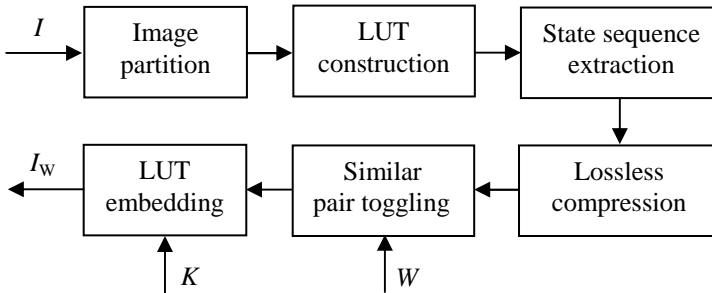 I
Image
partition
LUT
construction
State sequence
extraction
I_W
LUT
embedding
Similar
pair toggling
Lossless
compression
K
W